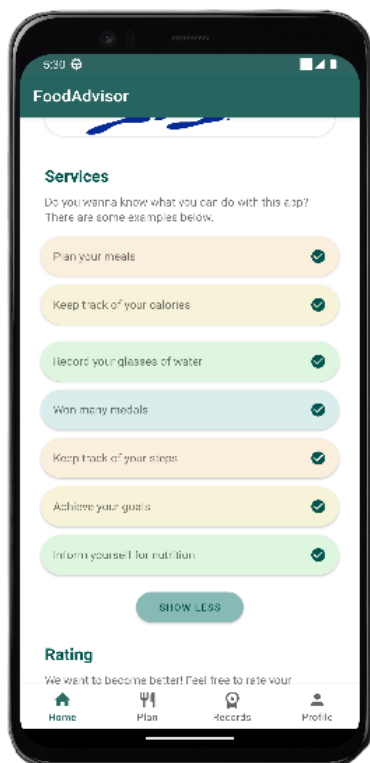 5:30
FoodAdvisor
Services
Do you wanna know what you can do with this app?
There are some examples below.
Plan your meals
Keep track of your calories
Record your glasses of water
Won many medals
Keep track of your steps
Achieve your goals
Inform yourself for nutrition
SHOW LESS
Rating
We want to become better! Feel free to rate your
Home Plan Records Profile